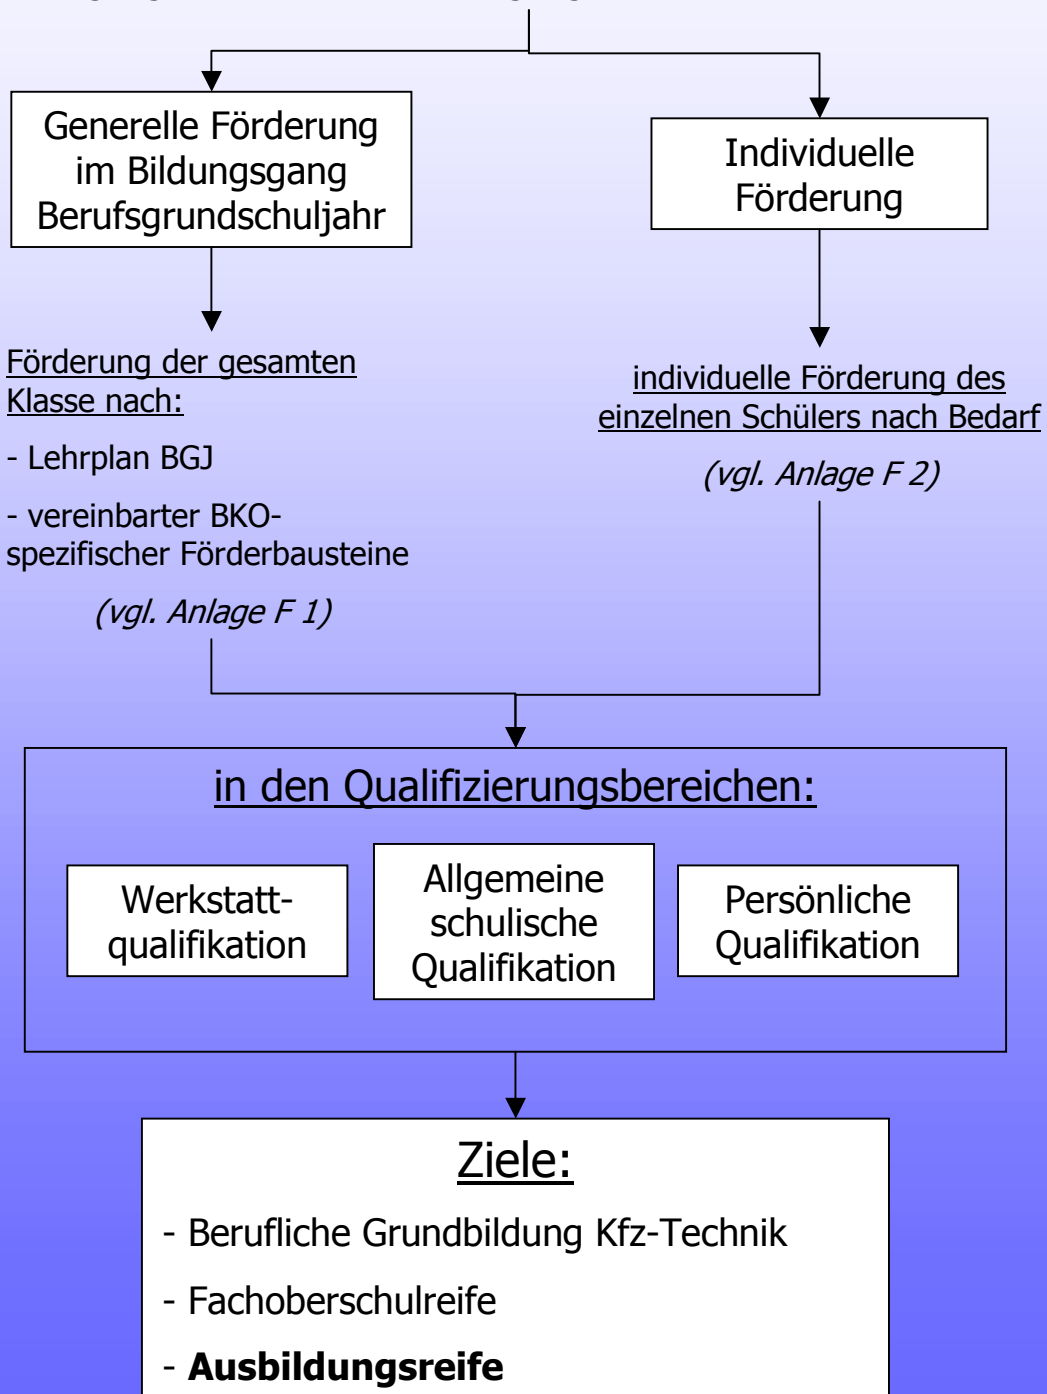 Generelle Förderung
im Bildungsgang
Berufsgrundschuljahr
Individuelle
Förderung
Förderung der gesamten
Klasse nach:
- Lehrplan BGJ
- vereinbarter BKO-
spezifischer Förderbausteine
(vgl. Anlage F 1)
individuelle Förderung des
einzelnen Schülers nach Bedarf
(vgl. Anlage F 2)
in den Qualifizierungsbereichen:
Werkstatt-
qualifikation
Allgemeine
schulische
Qualifikation
Persönliche
Qualifikation
Ziele:
- Berufliche Grundbildung Kfz-Technik
- Fachoberschulreife
- Ausbildungsreife